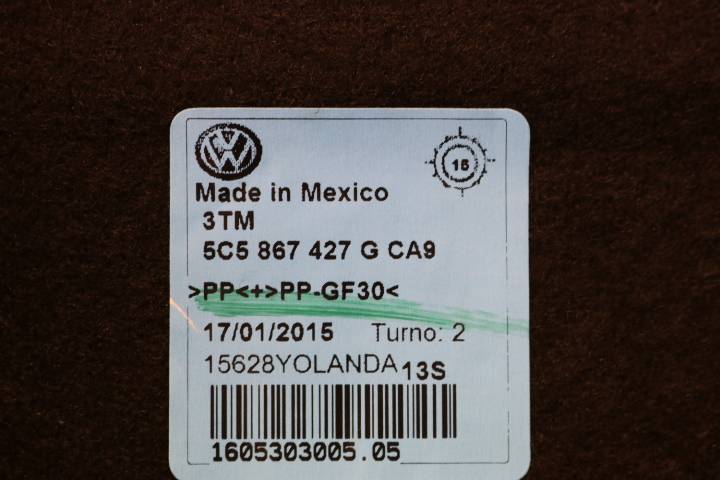 15
Made in Mexico
3TM
5C5 867 427 G CA9
>PP<+>PP-GF30<
17/01/2015 Turno: 2
15628YOLANDA 13S
1605303005.05